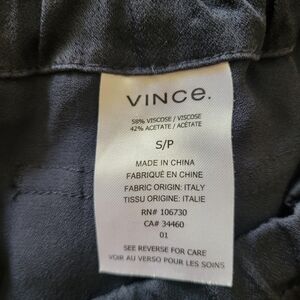 VINCe.
58% VISCOSE / VISCOSE
42% ACETATE / ACÉTATE
S/P
MADE IN CHINA
FABRIQUÉ EN CHINE
FABRIC ORIGIN: ITALY
TISSU ORIGINE: ITALIE
RN# 106730
CA# 34460
01
SEE REVERSE FOR CARE
VOIR AU VERSO POUR LES SOINS